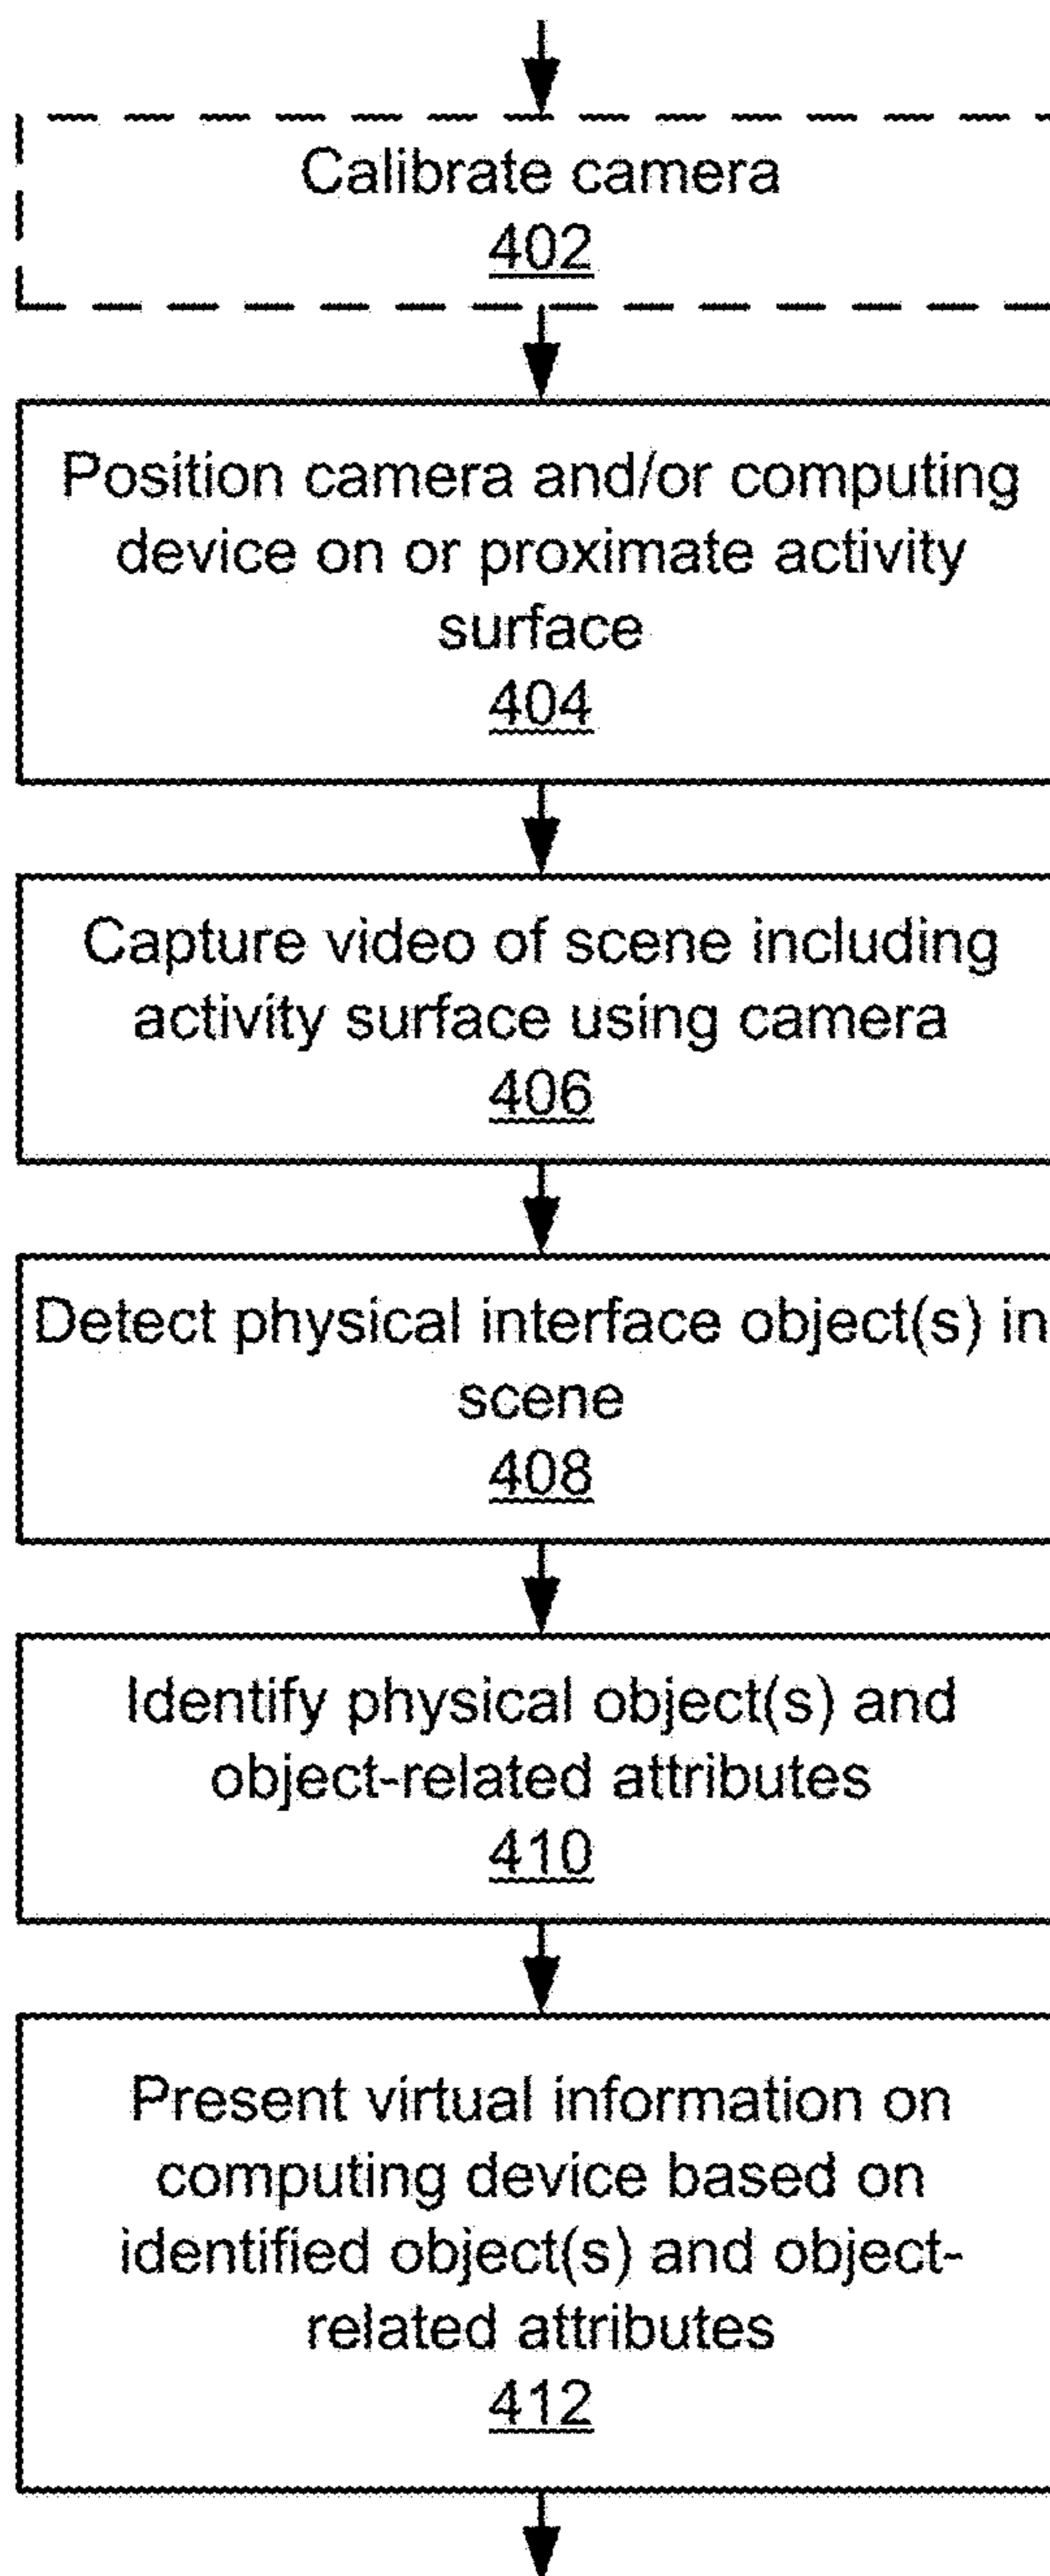 Calibrate camera
402
Position camera and/or computing
device on or proximate activity
surface
404
Capture video of scene including
activity surface using camera
406
Detect physical interface object(s) in
scene
408
Identify physical object(s) and
object-related attributes
410
Present virtual information on
computing device based on
identified object(s) and object-
related attributes
412